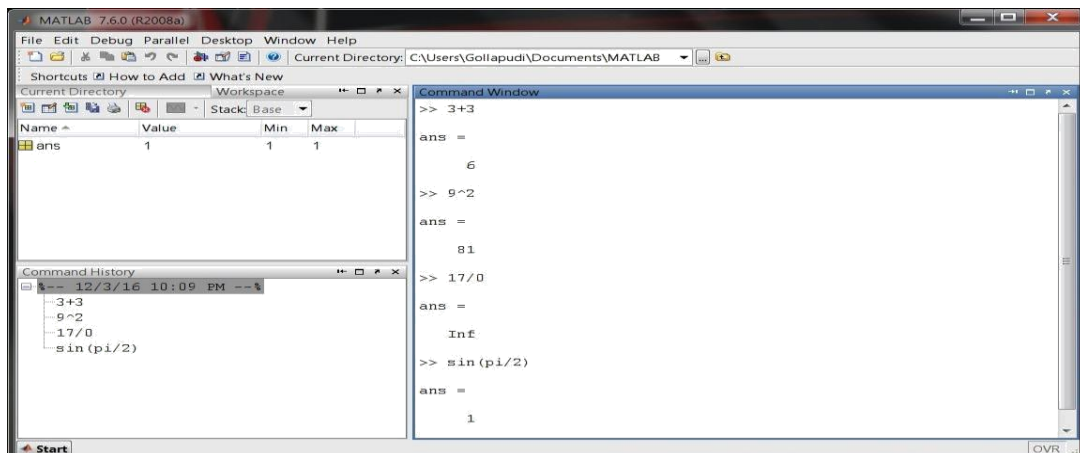 MATLAB 7.6.0 (R2008a)
File Edit Debug Parallel Desktop Window Help
Current Directory: C:\Users\Gollapudi\Documents\MATLAB
Shortcuts How to Add What's New
Current Directory Workspace
Stack: Base
Name Value Min Max
ans 1 1 1
Command History
%-- 12/3/16 10:09 PM --%
3+3
9^2
17/0
sin(pi/2)
Command Window
>> 3+3
ans =
6
>> 9^2
ans =
81
>> 17/0
ans =
Inf
>> sin(pi/2)
ans =
1
Start
OVR